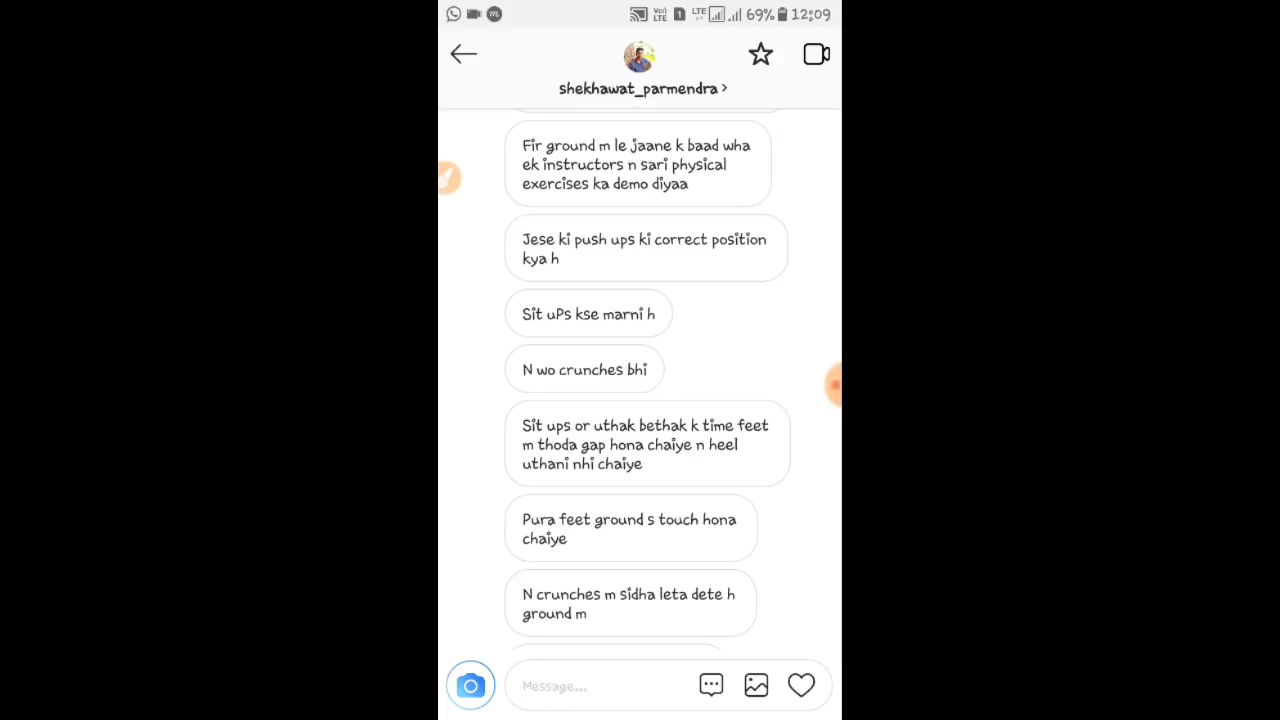 69% 12:09
shekhawat_parmendra >
Fir ground m le jaane k baad wha
ek instructors n sari physical
exercises ka demo diyaa
Jese ki push ups ki correct position
kya h
Sit uPs kse marni h
N wo crunches bhi
Sit ups or uthak bethak k time feet
m thoda gap hona chaiye n heel
uthani nhi chaiye
Pura feet ground s touch hona
chaiye
N crunches m sidha leta dete h
ground m
Message...